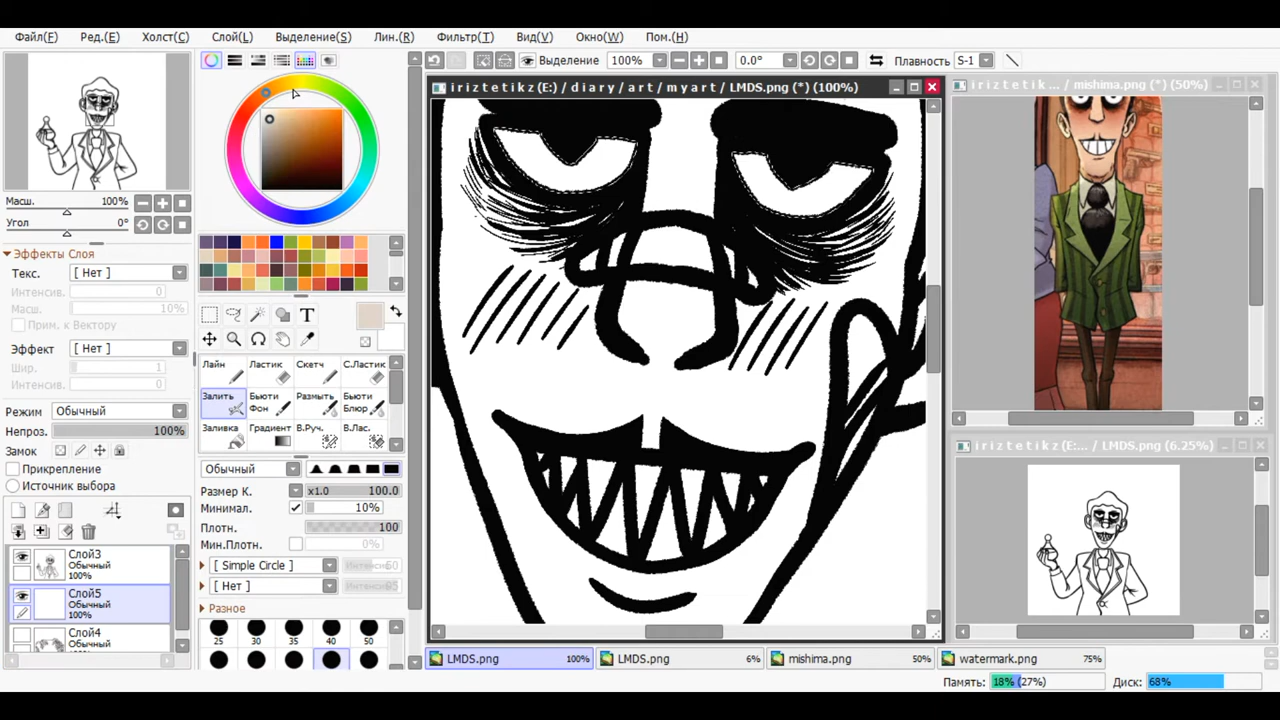 Файл(F) Ред.(E) Холст(C) Слой(L) Выделение(S) Лин.(R) Фильтр(T) Вид(V) Окно(W) Пом.(H)
Выделение 100% 0.0° Плавность S-1
iriztetikz (E:) / diary / art / myart / LMDS.png (*) (100%)
iriztetikz ... / mishima.png (*) (50%)
Масш. 100%
Угол 0°
Эффекты Слоя
Текс. [ Нет ]
Интенсив. 0
Масш. 10%
Прим. к Вектору
Эффект [ Нет ]
Шир. 1
Интенсив.
Режим Обычный
Непроз. 100%
Замок
Прикрепление
Источник выбора
Слой3
Обычный
100%
Слой5
Обычный
100%
Слой4
Обычный
T
Лайн Ластик Скетч С.Ластик
Залить Бьюти Фон Размыть Бьюти Блюр
Заливка Градиент В.Руч. В.Лас.
Обычный
Размер К. x1.0 100.0
Минимал. 10%
Плотн. 100
Мин.Плотн. 0%
[ Simple Circle ]
[ Нет ]
Разное
25 30 35 40 50
iriztetikz (E:... / LMDS.png (6.25%)
LMDS.png 100% LMDS.png 6% mishima.png 50% watermark.png 75%
Память: 18% (27%) Диск: 68%